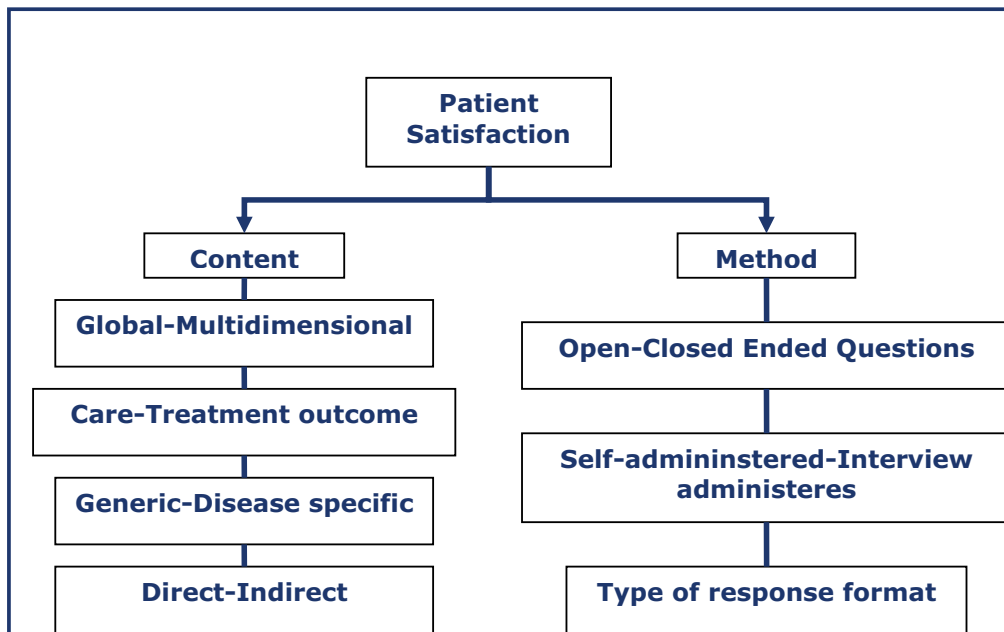 Patient
Satisfaction
Content
Global-Multidimensional
Care-Treatment outcome
Generic-Disease specific
Direct-Indirect
Method
Open-Closed Ended Questions
Self-admininstered-Interview
administeres
Type of response format